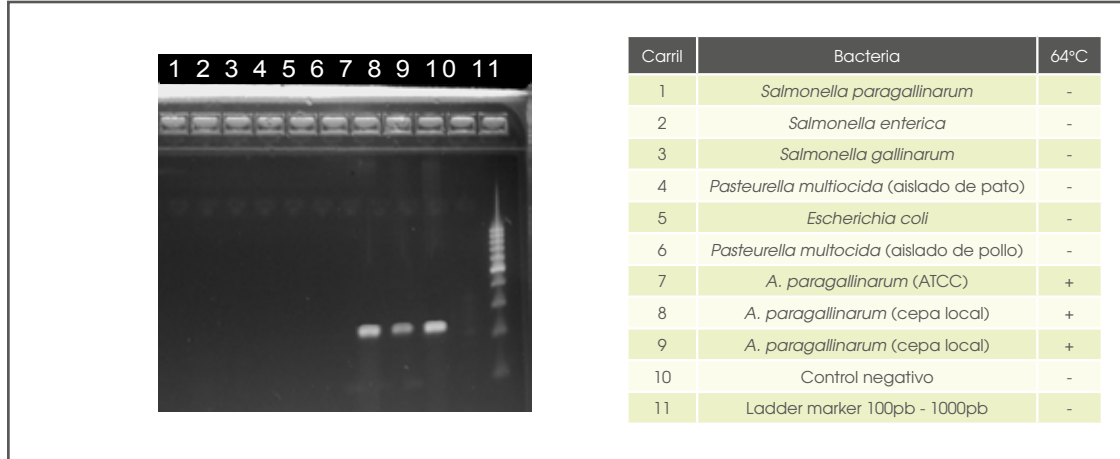 1 2 3 4 5 6 7 8 9 10 11
Carril Bacteria 64°C
1 Salmonella paragallinarum -
2 Salmonella enterica -
3 Salmonella gallinarum -
4 Pasteurella multiocida (aislado de pato) -
5 Escherichia coli -
6 Pasteurella multocida (aislado de pollo) -
7 A. paragallinarum (ATCC) +
8 A. paragallinarum (cepa local) +
9 A. paragallinarum (cepa local) +
10 Control negativo -
11 Ladder marker 100pb - 1000pb -